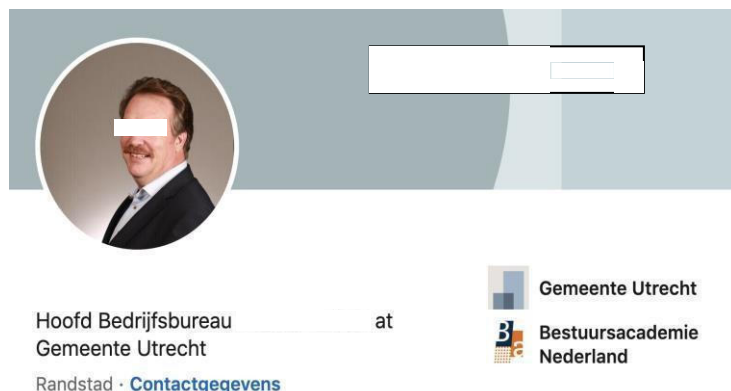 Hoofd Bedrijfsbureau at
Gemeente Utrecht
Randstad · Contactgegevens
Gemeente Utrecht
Bestuursacademie
Nederland